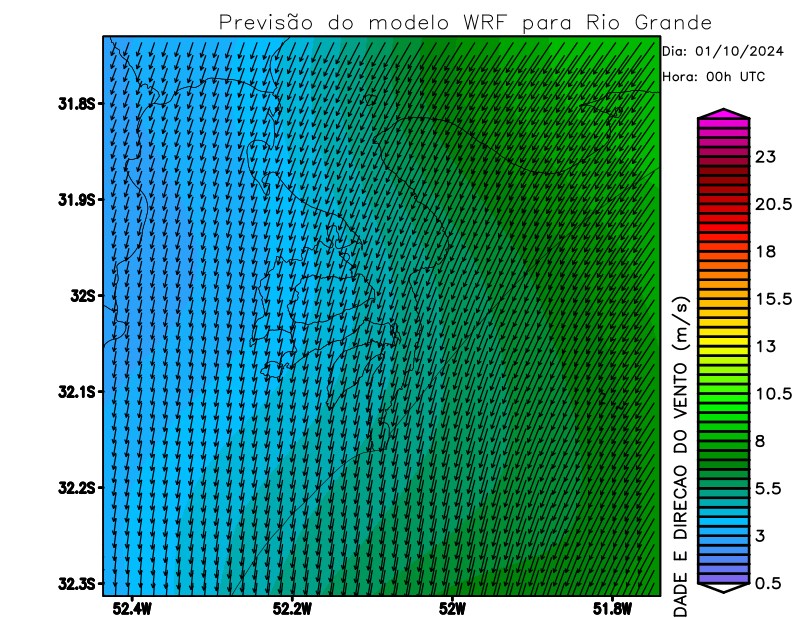 Previsão do modelo WRF para Rio Grande
Dia: 01/10/2024
Hora: 00h UTC
31.8S
31.9S
32S
32.1S
32.2S
32.3S
52.4W
52.2W
52W
51.8W
DADE E DIRECAO DO VENTO (m/s)
23
20.5
18
15.5
13
10.5
8
5.5
3
0.5